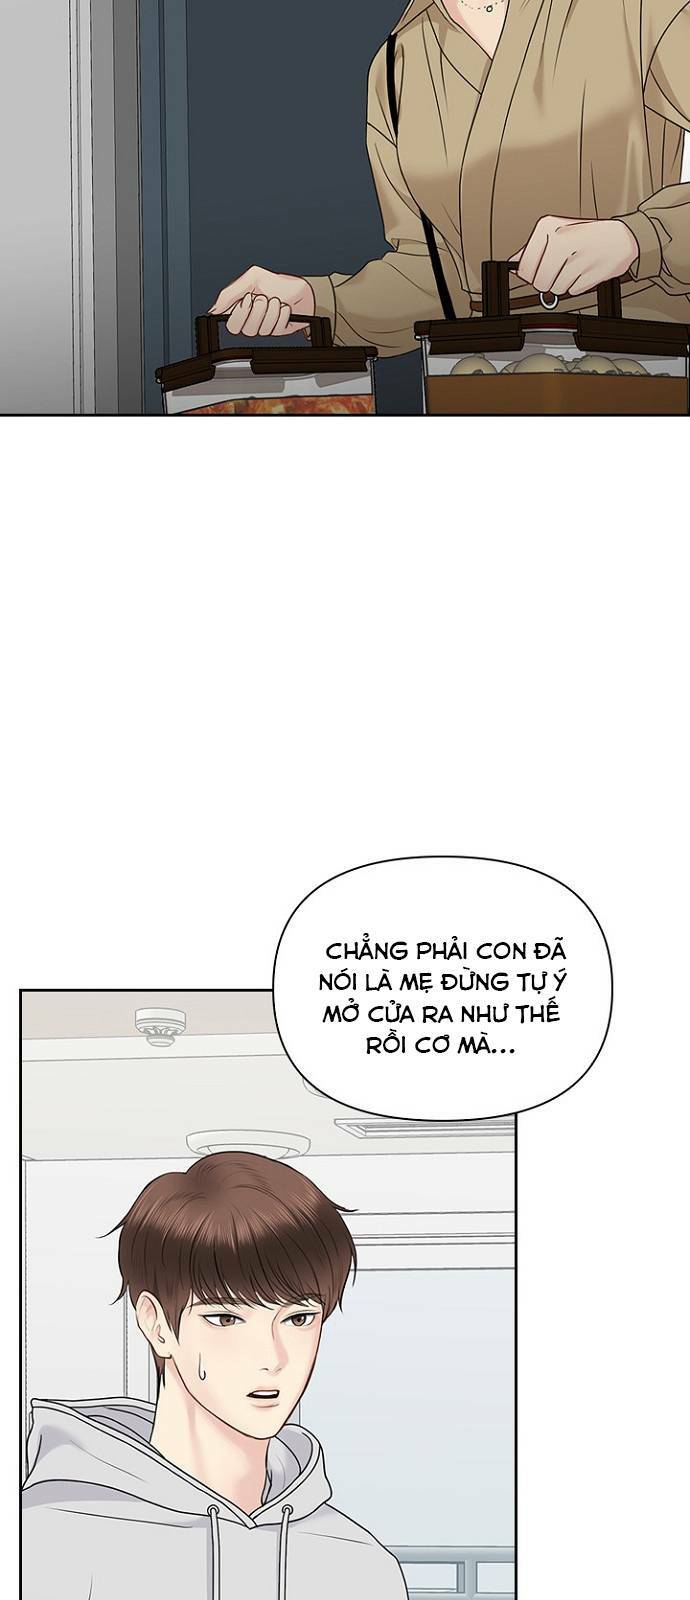 CHẲNG PHẢI CON ĐÃ
NÓI LÀ MẸ ĐỪNG TỰ Ý
MỞ CỬA RA NHƯ THẾ
RỒI CƠ MÀ...